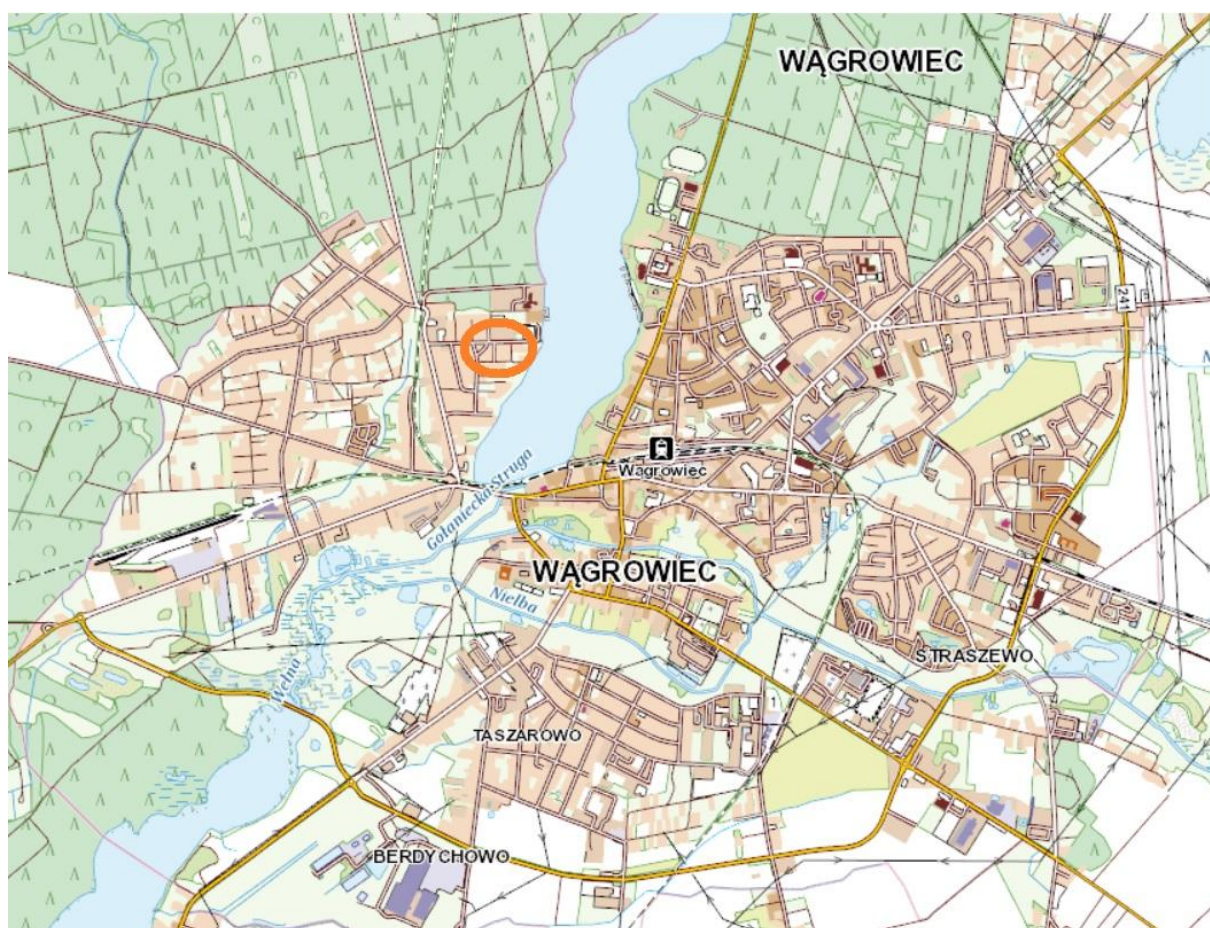 WĄGROWIEC
241
Wągrowiec
Gołaniecka Struga
WĄGROWIEC
Nielba
STRASZEWO
Wełna
TASZAROWO
BERDYCHOWO